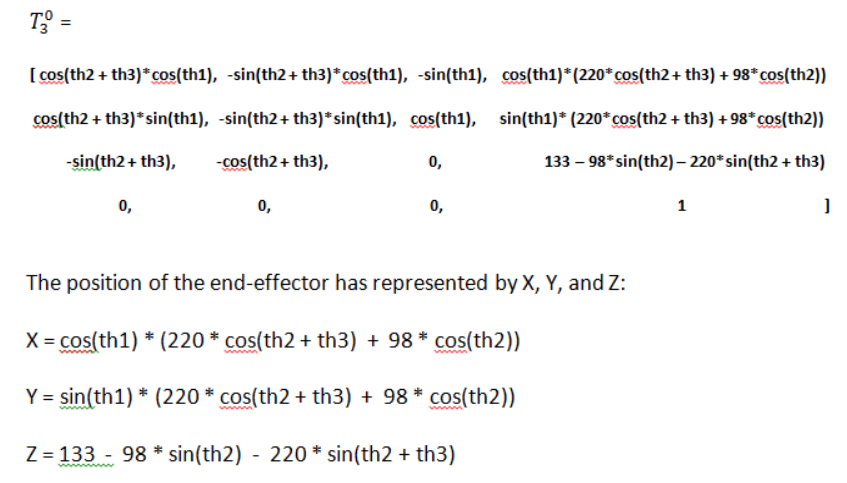 T₃⁰ =
[ cos(th2 + th3)*cos(th1), -sin(th2 + th3)*cos(th1), -sin(th1), cos(th1)*(220*cos(th2 + th3) + 98*cos(th2))
cos(th2 + th3)*sin(th1), -sin(th2 + th3)*sin(th1), cos(th1), sin(th1)* (220*cos(th2 + th3) + 98*cos(th2))
-sin(th2 + th3), -cos(th2 + th3), 0, 133 – 98*sin(th2) – 220*sin(th2 + th3)
0, 0, 0, 1 ]
The position of the end-effector has represented by X, Y, and Z:
X = cos(th1) * (220 * cos(th2 + th3) + 98 * cos(th2))
Y = sin(th1) * (220 * cos(th2 + th3) + 98 * cos(th2))
Z = 133 - 98 * sin(th2) - 220 * sin(th2 + th3)